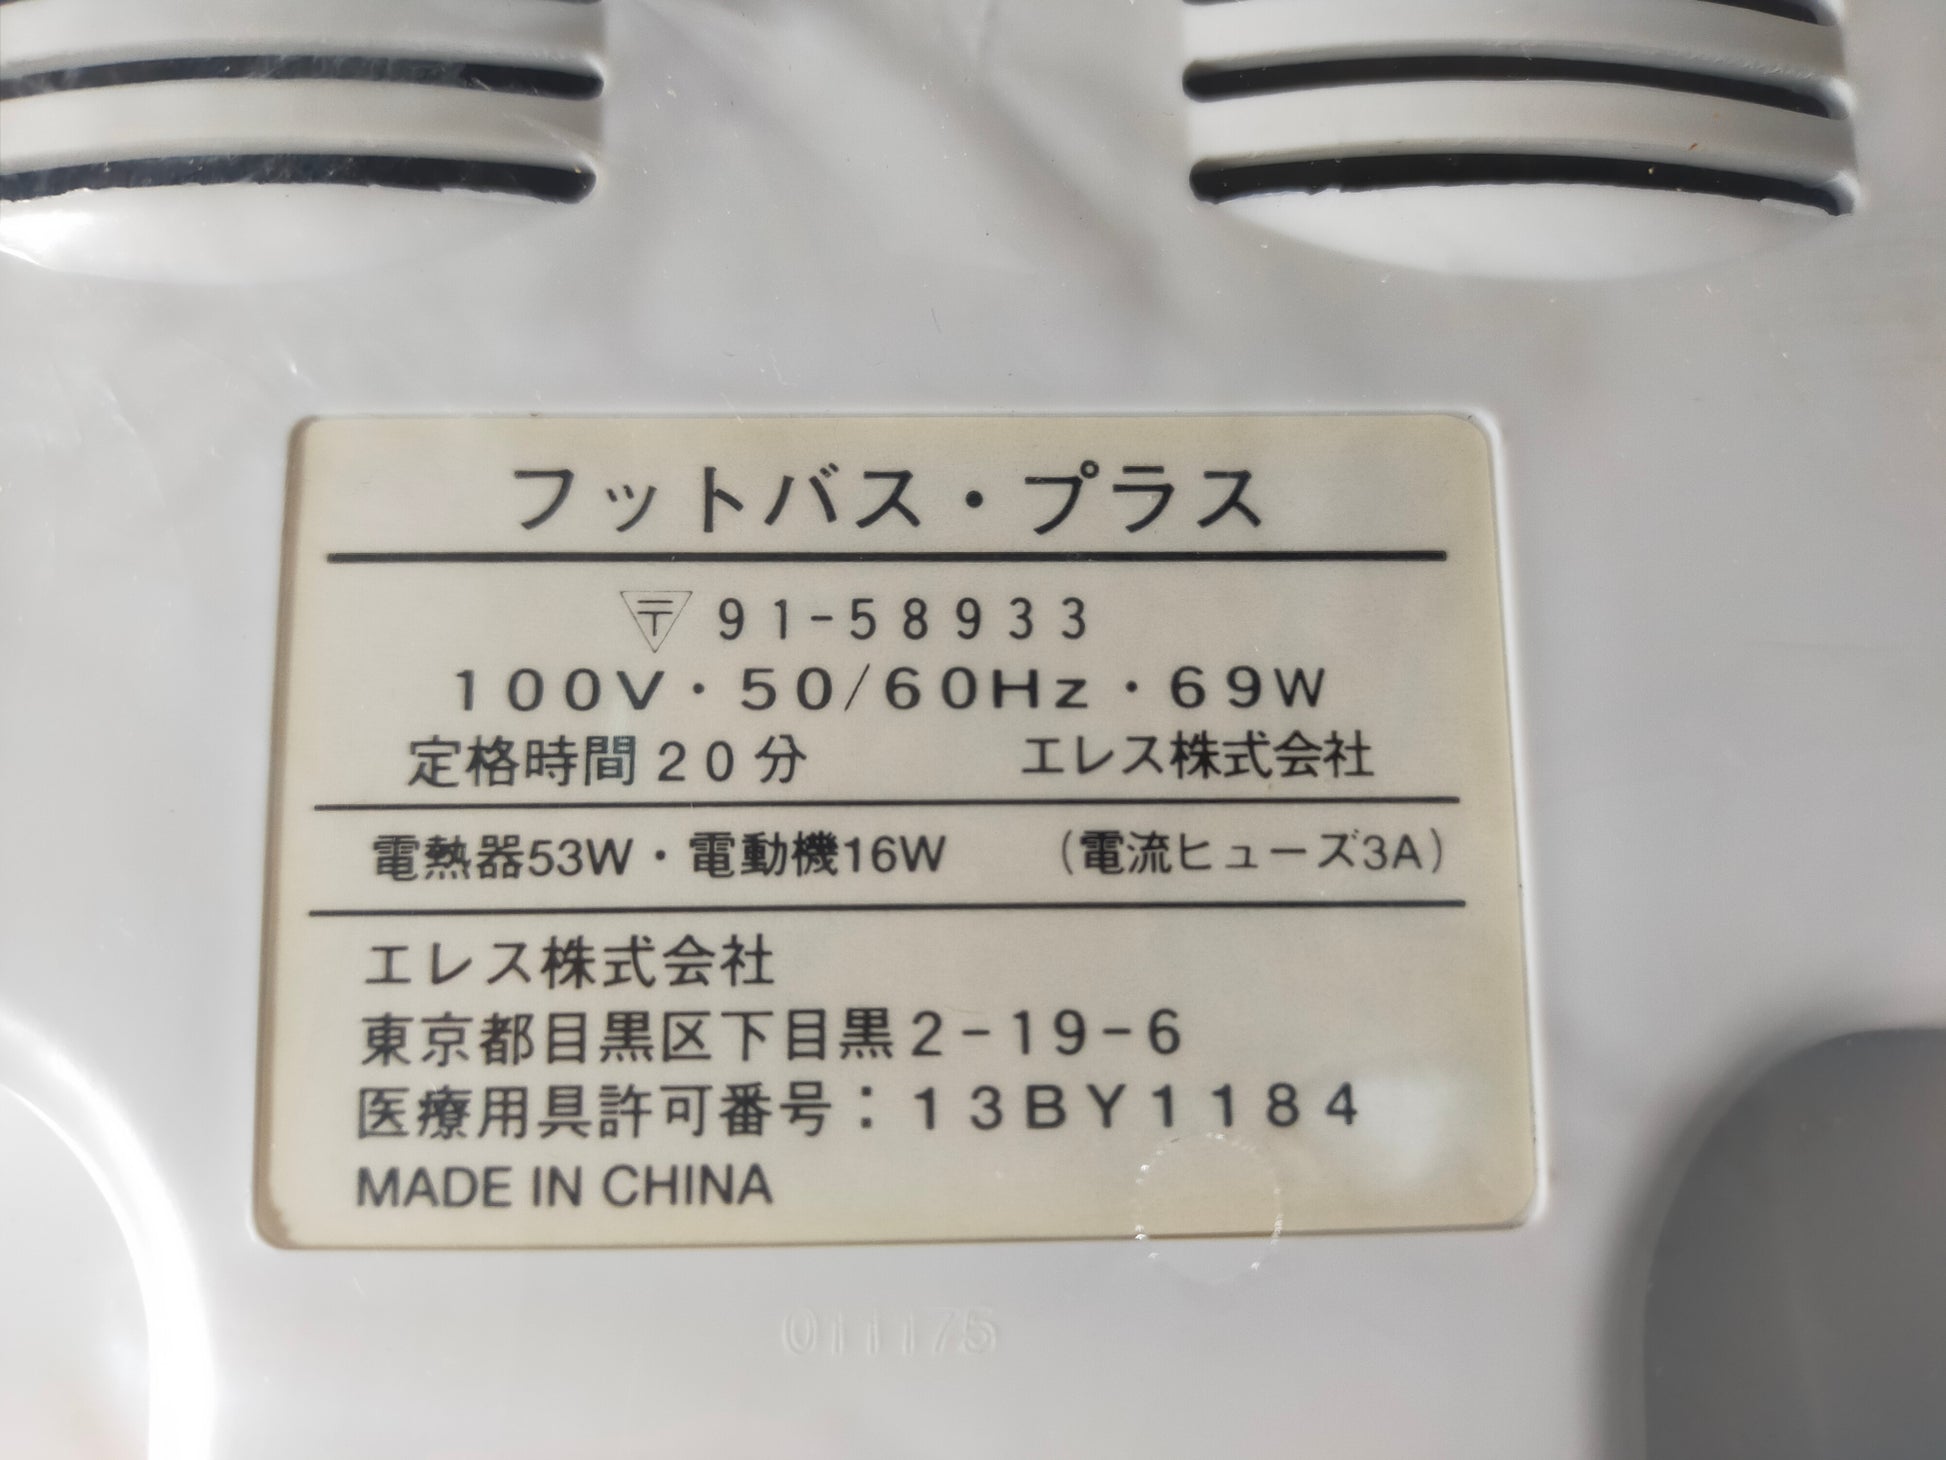 フットバス・プラス
〒 91-58933
100V・50/60Hz・69W
定格時間20分 エレス株式会社
電熱器53W・電動機16W (電流ヒューズ3A)
エレス株式会社
東京都目黒区下目黒2-19-6
医療用具許可番号：13BY1184
MADE IN CHINA
011175